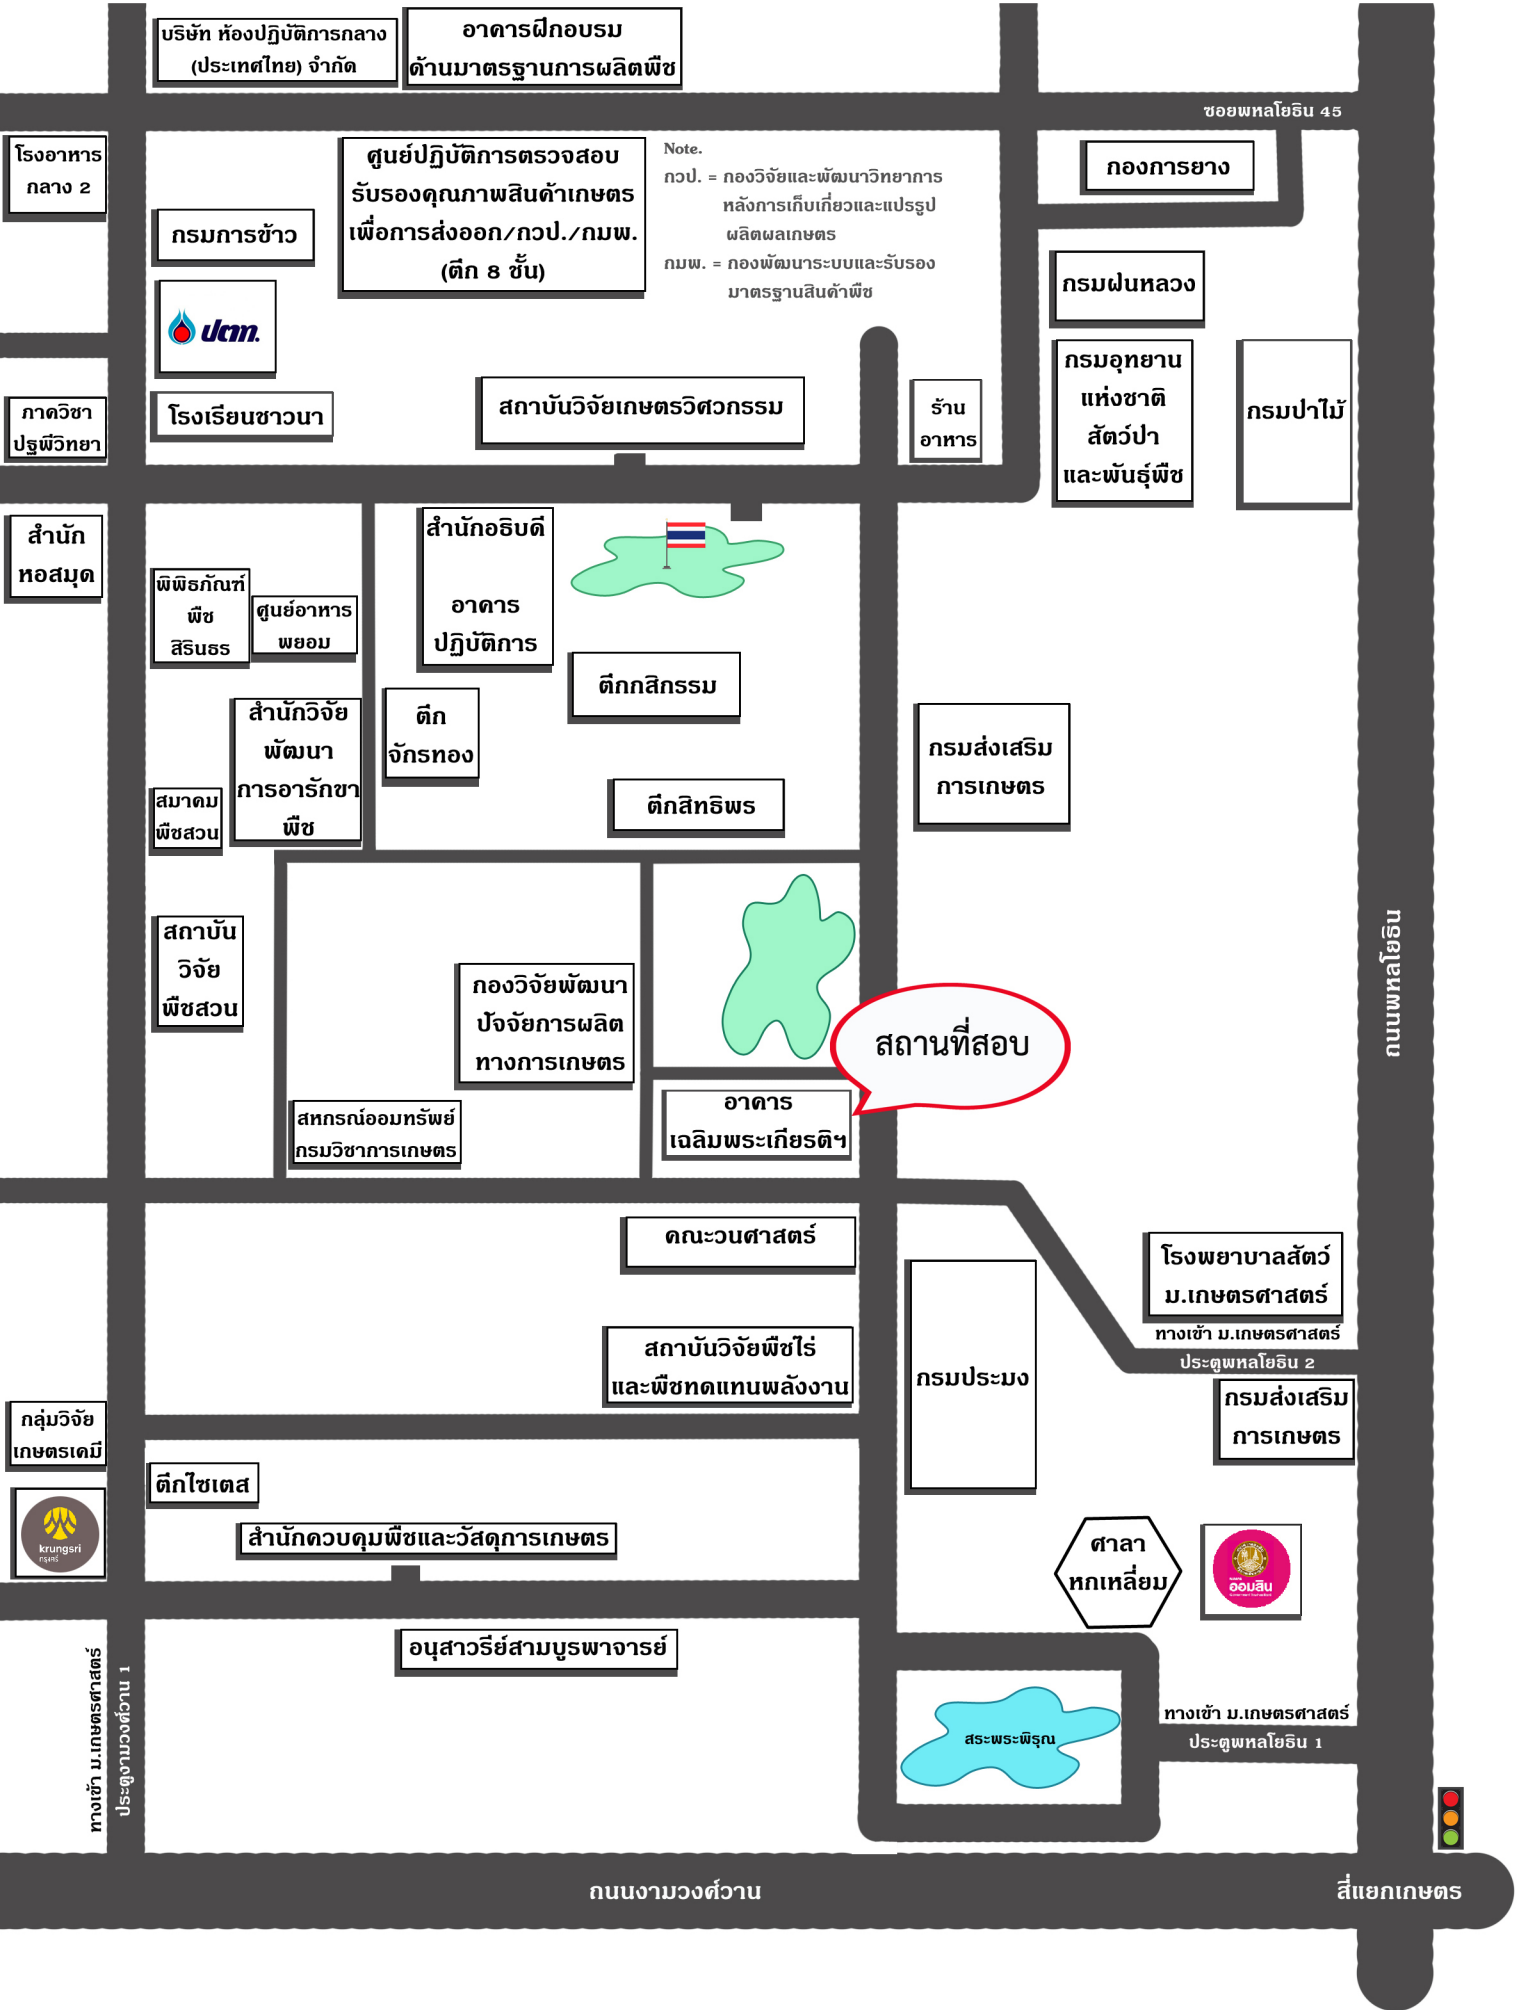 บริษัท ห้องปฏิบัติการกลาง
(ประเทศไทย) จำกัด
อาคารฝึกอบรม
ด้านมาตรฐานการผลิตพืช
ซอยพหลโยธิน 45
โรงอาหาร
กลาง 2
ศูนย์ปฏิบัติการตรวจสอบ
รับรองคุณภาพสินค้าเกษตร
เพื่อการส่งออก/กวป./กมพ.
(ตึก 8 ชั้น)
Note.
กวป. = กองวิจัยและพัฒนาวิทยาการ
หลังการเก็บเกี่ยวและแปรรูป
ผลิตผลเกษตร
กมพ. = กองพัฒนาระบบและรับรอง
มาตรฐานสินค้าพืช
กองการยาง
กรมการข้าว
กรมฝนหลวง
ปตท.
กรมอุทยาน
แห่งชาติ
สัตว์ป่า
และพันธุ์พืช
กรมป่าไม้
ภาควิชา
ปฐพีวิทยา
โรงเรียนชาวนา
สถาบันวิจัยเกษตรวิศวกรรม
ร้าน
อาหาร
สำนัก
หอสมุด
สำนักอธิบดี
อาคาร
ปฏิบัติการ
พิพิธภัณฑ์
พืช
สิรินธร
ศูนย์อาหาร
พยอม
ตึกกสิกรรม
สำนักวิจัย
พัฒนา
การอารักขา
พืช
ตึก
จักรทอง
กรมส่งเสริม
การเกษตร
สมาคม
พืชสวน
ตึกสิทธิพร
สถาบัน
วิจัย
พืชสวน
กองวิจัยพัฒนา
ปัจจัยการผลิต
ทางการเกษตร
สถานที่สอบ
ถนนพหลโยธิน
สหกรณ์ออมทรัพย์
กรมวิชาการเกษตร
อาคาร
เฉลิมพระเกียรติฯ
คณะวนศาสตร์
โรงพยาบาลสัตว์
ม.เกษตรศาสตร์
ทางเข้า ม.เกษตรศาสตร์
ประตูพหลโยธิน 2
สถาบันวิจัยพืชไร่
และพืชทดแทนพลังงาน
กรมประมง
กรมส่งเสริม
การเกษตร
กลุ่มวิจัย
เกษตรเคมี
ตึกไซเตส
krungsri
กรุงศรี
สำนักควบคุมพืชและวัสดุการเกษตร
ศาลา
หกเหลี่ยม
ออมสิน
อนุสาวรีย์สามบูรพาจารย์
ทางเข้า ม.เกษตรศาสตร์
ประตูงามวงศ์วาน 1
สระพระพิรุณ
ทางเข้า ม.เกษตรศาสตร์
ประตูพหลโยธิน 1
ถนนงามวงศ์วาน
สี่แยกเกษตร